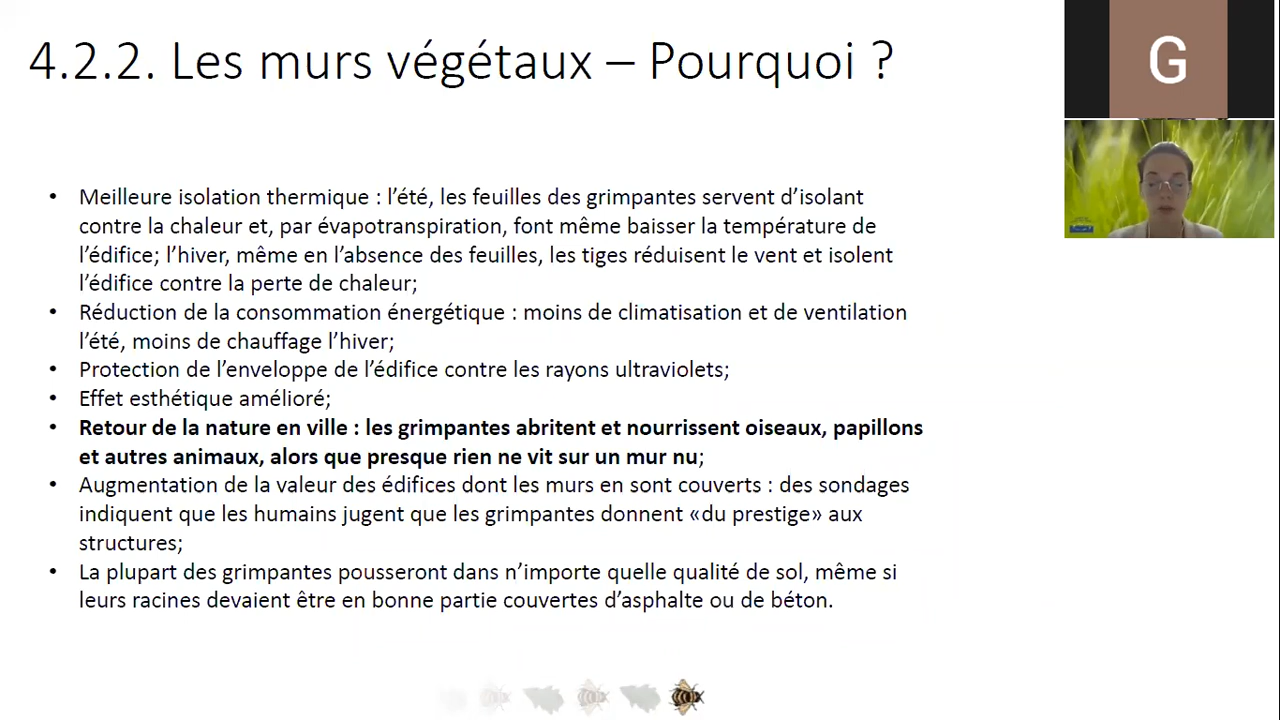 4.2.2. Les murs végétaux – Pourquoi ?
G
• Meilleure isolation thermique : l’été, les feuilles des grimpantes servent d’isolant
contre la chaleur et, par évapotranspiration, font même baisser la température de
l’édifice; l’hiver, même en l’absence des feuilles, les tiges réduisent le vent et isolent
l’édifice contre la perte de chaleur;
• Réduction de la consommation énergétique : moins de climatisation et de ventilation
l’été, moins de chauffage l’hiver;
• Protection de l’enveloppe de l’édifice contre les rayons ultraviolets;
• Effet esthétique amélioré;
• Retour de la nature en ville : les grimpantes abritent et nourrissent oiseaux, papillons
et autres animaux, alors que presque rien ne vit sur un mur nu;
• Augmentation de la valeur des édifices dont les murs en sont couverts : des sondages
indiquent que les humains jugent que les grimpantes donnent «du prestige» aux
structures;
• La plupart des grimpantes pousseront dans n’importe quelle qualité de sol, même si
leurs racines devaient être en bonne partie couvertes d’asphalte ou de béton.